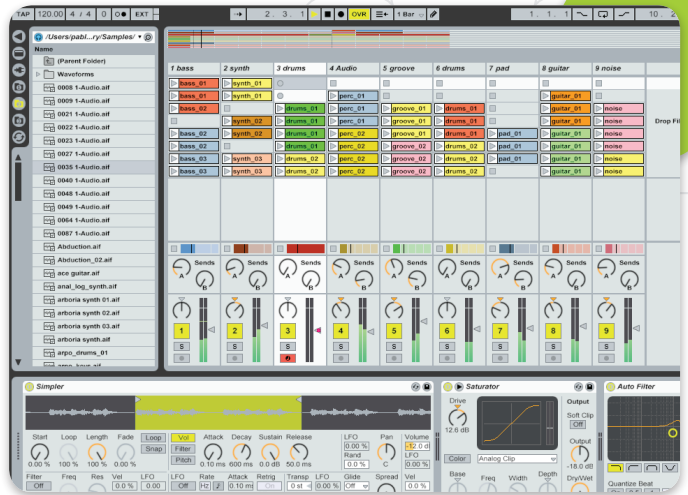 TAP 120.00 4 / 4 0 EXT 2. 3. 1 OVR 1 Bar 1. 1. 1 10. 2
/Users/pabl...ry/Samples/
Name
(Parent Folder)
Waveforms
0008 1-Audio.aif
0009 1-Audio.aif
0021 1-Audio.aif
0022 1-Audio.aif
0023 1-Audio.aif
0027 1-Audio.aif
0035 1-Audio.aif
0040 1-Audio.aif
0048 1-Audio.aif
0049 1-Audio.aif
0064 1-Audio.aif
0087 1-Audio.aif
Abduction.aif
Abduction_02.aif
ace guitar.aif
anal_log_synth.aif
arboria synth 01.aif
arboria synth 02.aif
arboria synth 03.aif
arboria synth.aif
arpo_drums_01
1 bass 2 synth 3 drums 4 Audio 5 groove 6 drums 7 pad 8 guitar 9 noise
bass_01 synth_01
bass_01 synth_01 perc_01 guitar_01
bass_02 drums_01 perc_01 groove_01 drums_01 guitar_01 noise
synth_02 drums_01 perc_01 groove_01 drums_01 guitar_01 noise Drop Fil
bass_02 synth_02 drums_01 perc_02 groove_01 drums_01 pad_01 guitar_01 noise
bass_02 drums_01 perc_02 groove_02 drums_02 pad_01 guitar_01 noise
bass_03 synth_03 drums_02 perc_02 groove_02 drums_02 pad_01 guitar_01 noise
bass_03 synth_03 drums_02 perc_02 groove_02 drums_02 guitar_01 noise
Sends Sends Sends Sends Sends Sends Sends Sends Sends
A B A B A B A B A B A B A B A B A B
1 2 3 4 5 6 7 8 9
S S S S S S S S S
Simpler Saturator Auto Filter
Start Loop Length Fade Loop Vol Attack Decay Sustain Release LFO Pan Volume
Snap Filter 0.00 % -12.0 d
Pitch Rand LFO
0.00 % 100 % 100 % 0.00 % 0.10 ms 600 ms 0.0 dB 50.0 ms 0.0 % C 0.00 %
Filter Freq Res Vel LFO LFO Rate Attack Retrig Transp LFO Glide Spread Vel
Off 0.0 % 0.00 Off Hz 0.10 m On 0 st 0.00 % Off 0.0 %
Drive Output
12.6 dB Soft Clip
Off
Output
Color Analog Clip -18.0 dB
Base Freq Width Depth Dry/Wet
Quantize Beat